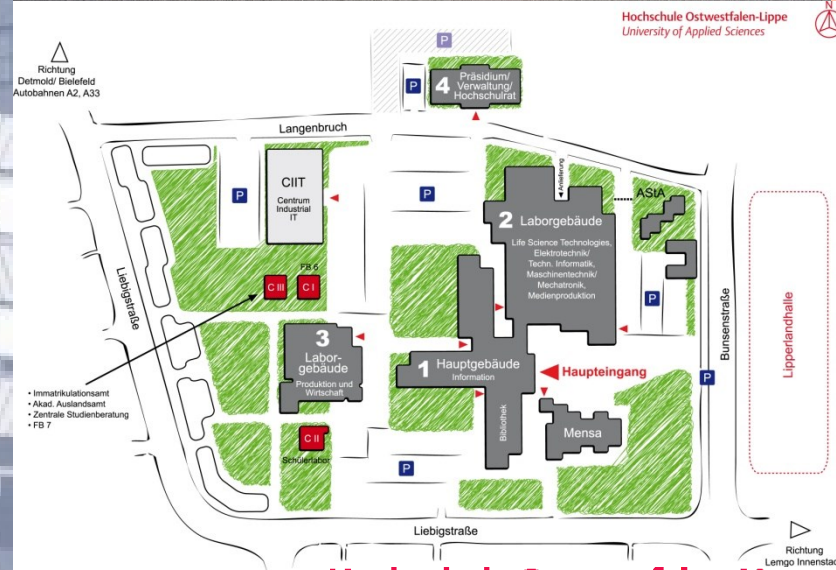 Hochschule Ostwestfalen-Lippe
University of Applied Sciences
Richtung
Detmold/ Bielefeld
Autobahnen A2, A33
P
P
4
Präsidium/
Verwaltung/
Hochschulrat
Langenbruch
P
P
CIIT
Centrum
Industrial
IT
Anlieferung
AStA
2 Laborgebäude
Life Science Technologies,
Elektrotechnik/
Techn. Informatik,
Maschinentechnik/
Mechatronik,
Medienproduktion
Liebigstraße
FB 6
C III
C I
P
Bunsenstraße
Lipperlandhalle
3
Labor-
gebäude
Produktion und
Wirtschaft
1 Hauptgebäude
Information
Haupteingang
P
• Immatrikulationsamt
• Akad. Auslandsamt
• Zentrale Studienberatung
• FB 7
Bibliothek
Mensa
C II
Schülerlabor
P
Liebigstraße
Richtung
Lemgo Innenstadt